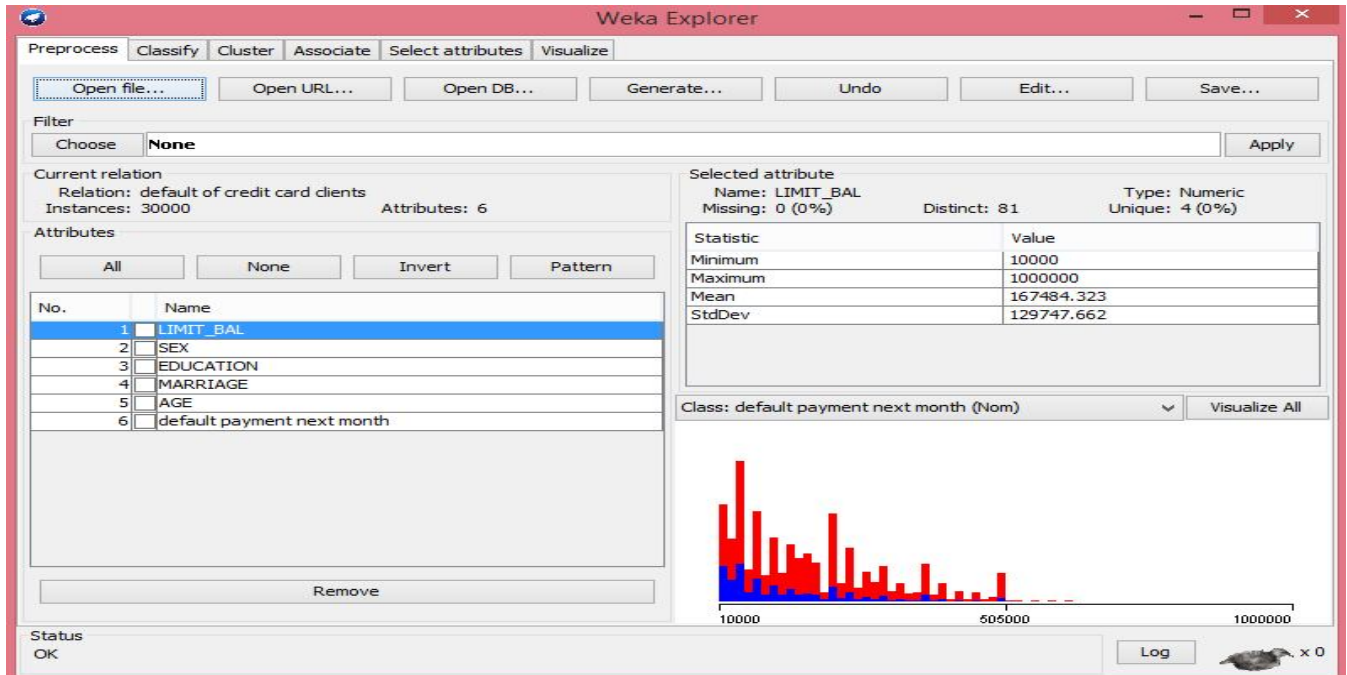 Weka Explorer
Preprocess Classify Cluster Associate Select attributes Visualize
Open file... Open URL... Open DB... Generate... Undo Edit... Save...
Filter
Choose None Apply
Current relation
Relation: default of credit card clients
Instances: 30000 Attributes: 6
Attributes
All None Invert Pattern
No. Name
1 LIMIT_BAL
2 SEX
3 EDUCATION
4 MARRIAGE
5 AGE
6 default payment next month
Remove
Selected attribute
Name: LIMIT_BAL Type: Numeric
Missing: 0 (0%) Distinct: 81 Unique: 4 (0%)
Statistic Value
Minimum 10000
Maximum 1000000
Mean 167484.323
StdDev 129747.662
Class: default payment next month (Nom) Visualize All
10000 505000 1000000
Status
OK Log x 0